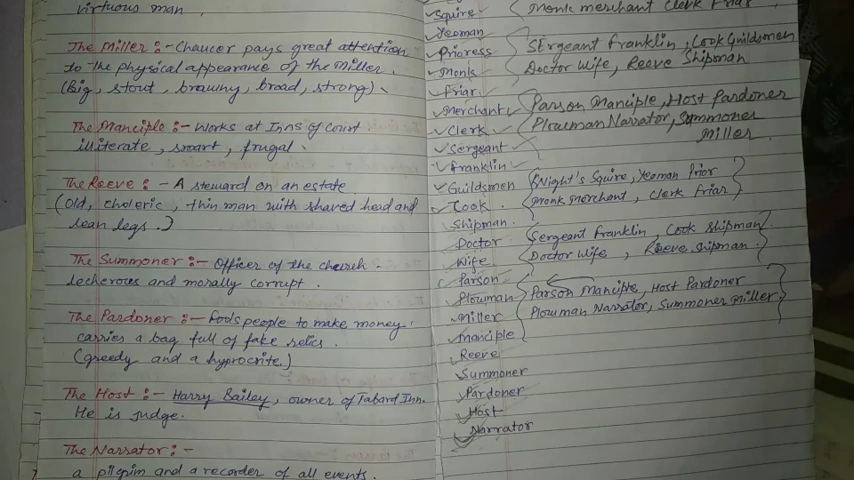 virtuous man.
The Miller :- Chaucer pays great attention
to the physical appearance of the Miller.
(Big, stout, brawny, broad, strong).
The Manciple :- Works at Inns of Court
illiterate, smart, frugal.
The Reeve :- A steward on an estate.
(Old, choleric, thin man with shaved head and
lean legs.)
The Summoner :- Officer of the church.
Lecherous and morally corrupt.
The Pardoner :- Fools people to make money.
carries a bag full of fake relics.
(greedy and a hypocrite.)
The Host :- Harry Bailey, owner of Tabard Inn.
He is judge.
The Narrator :-
a pilgrim and a recorder of all events.
Squire
Yeoman
Prioress
Monk
Friar
Merchant
Clerk
Sergeant
Franklin
Guildsmen
Cook
Shipman
Doctor
Wife
Parson
Plowman
Miller
Manciple
Reeve
Summoner
Pardoner
Host
Narrator
Monk merchant Clerk Friar
Sergeant Franklin, Cook Guildsmen
Doctor Wife, Reeve Shipman
Parson Manciple, Host Pardoner
Plowman Narrator, Summoner
Miller
Night's Squire, Yeoman Prior
Monk Merchant, Clerk Friar
Sergeant Franklin, Cook Shipman
Doctor Wife, Reeve Shipman.
Parson Manciple, Host Pardoner
Plowman Narrator, Summoner Miller